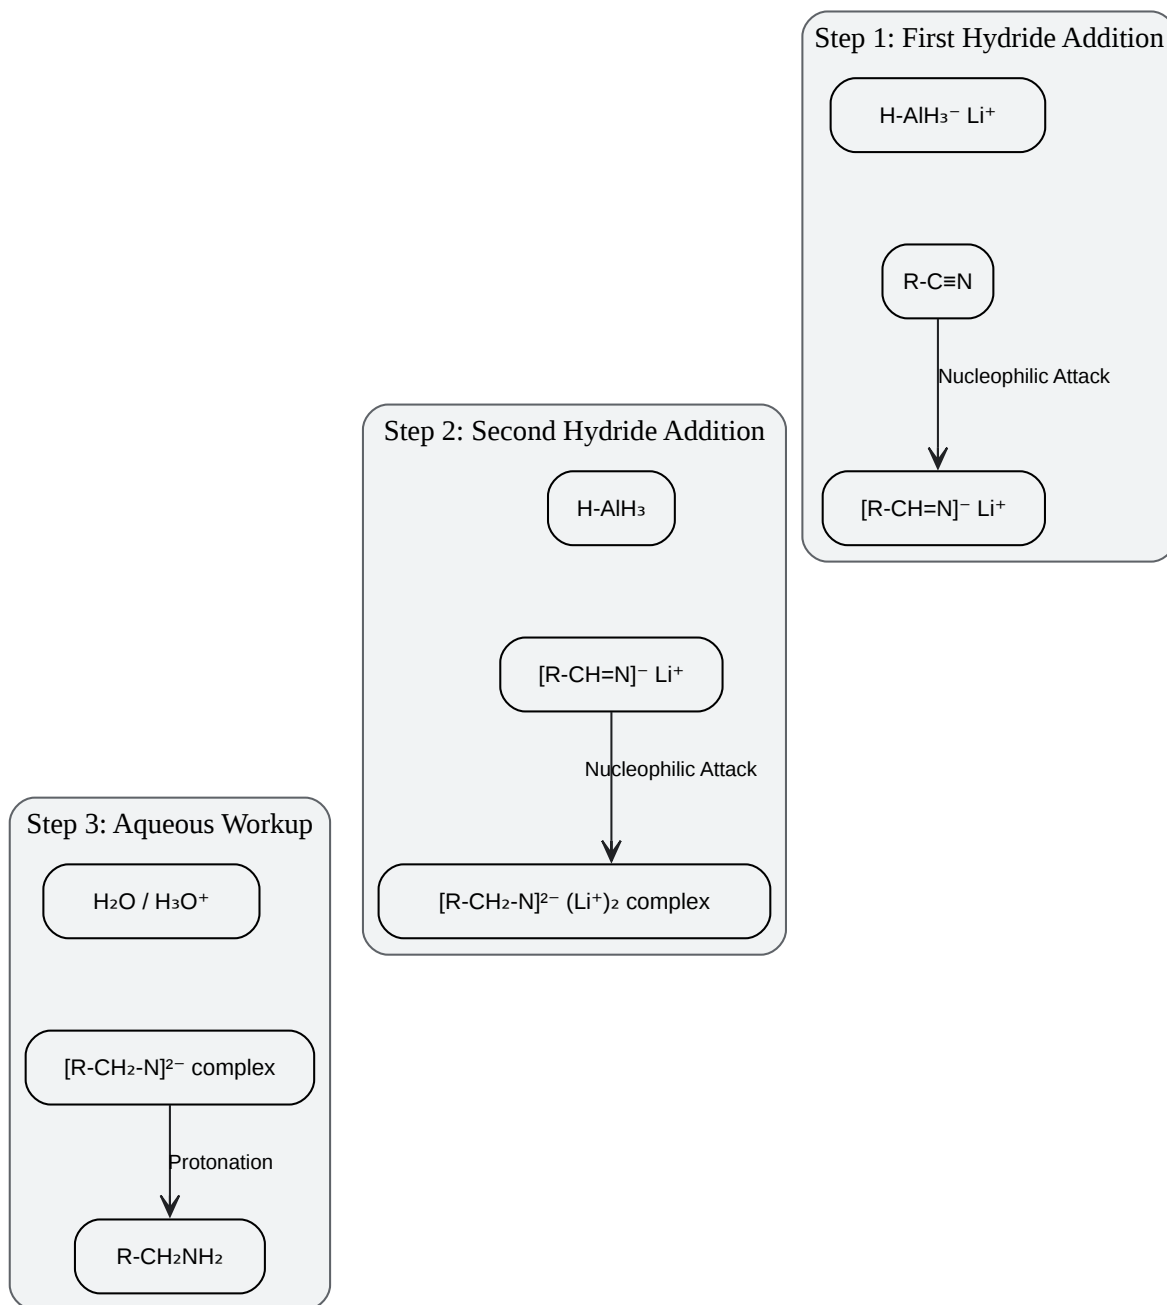 Step 1: First Hydride Addition
H-AlH₃⁻ Li⁺
R-C≡N
Nucleophilic Attack
[R-CH=N]⁻ Li⁺
Step 2: Second Hydride Addition
H-AlH₃
[R-CH=N]⁻ Li⁺
Nucleophilic Attack
[R-CH₂-N]²⁻ (Li⁺)₂ complex
Step 3: Aqueous Workup
H₂O / H₃O⁺
[R-CH₂-N]²⁻ complex
Protonation
R-CH₂NH₂